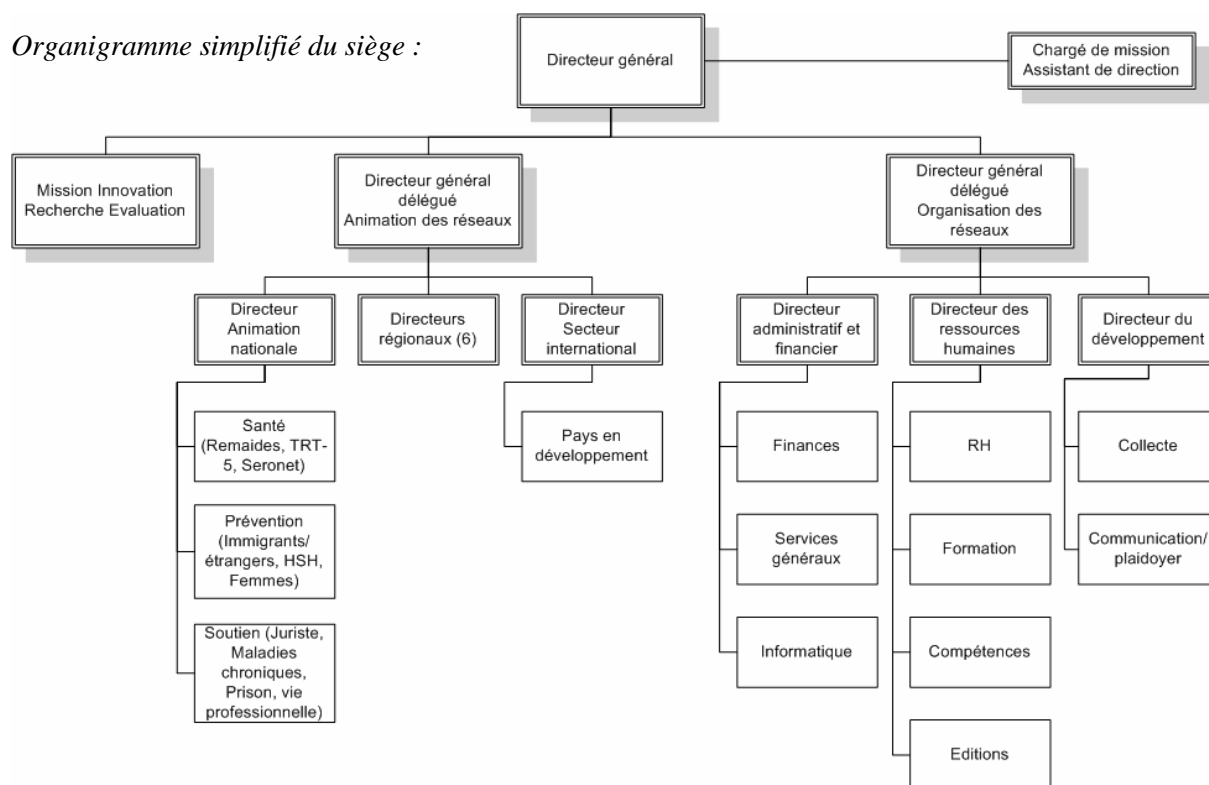 Organigramme simplifié du siège :
Directeur général
Chargé de mission
Assistant de direction
Mission Innovation
Recherche Evaluation
Directeur général
délégué
Animation des réseaux
Directeur général
délégué
Organisation des
réseaux
Directeur
Animation
nationale
Directeurs
régionaux (6)
Directeur
Secteur
international
Directeur
administratif et
financier
Directeur des
ressources
humaines
Directeur du
développement
Santé
(Remaides, TRT-
5, Seronet)
Pays en
développement
Finances
RH
Collecte
Prévention
(Immigrants/
étrangers, HSH,
Femmes)
Services
généraux
Formation
Communication/
plaidoyer
Soutien (Juriste,
Maladies
chroniques,
Prison, vie
professionnelle)
Informatique
Compétences
Editions